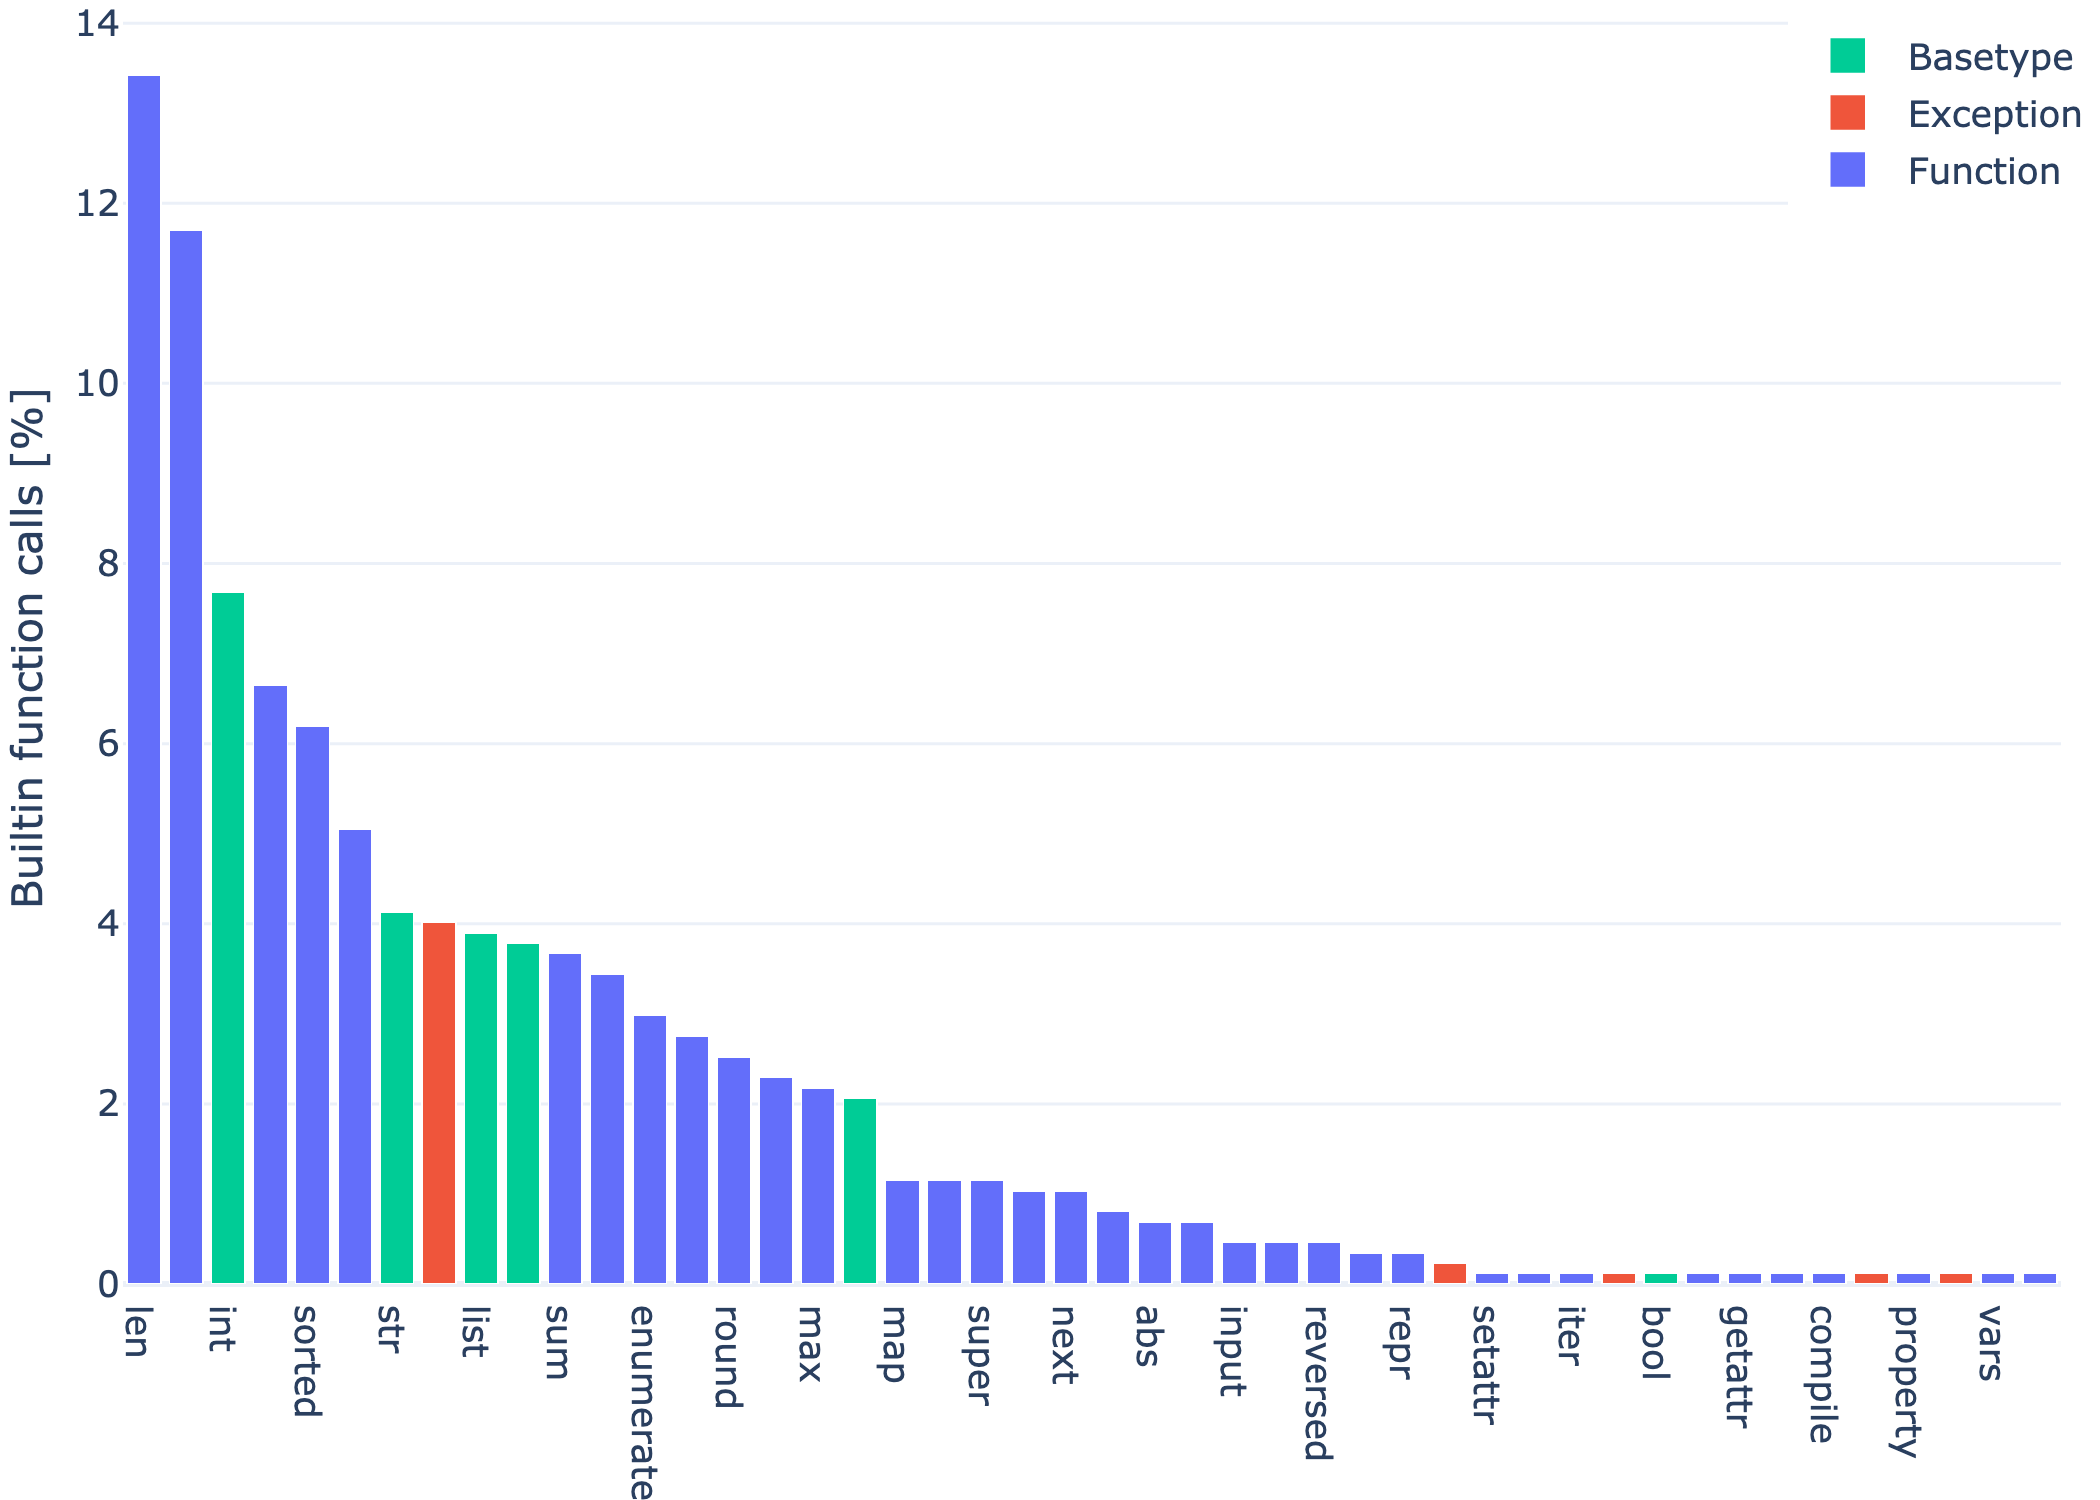 Builtin function calls [%]
14
12
10
8
6
4
2
0
len
int
sorted
str
list
sum
enumerate
round
max
map
super
next
abs
input
reversed
repr
setattr
iter
bool
getattr
compile
property
vars
Basetype
Exception
Function